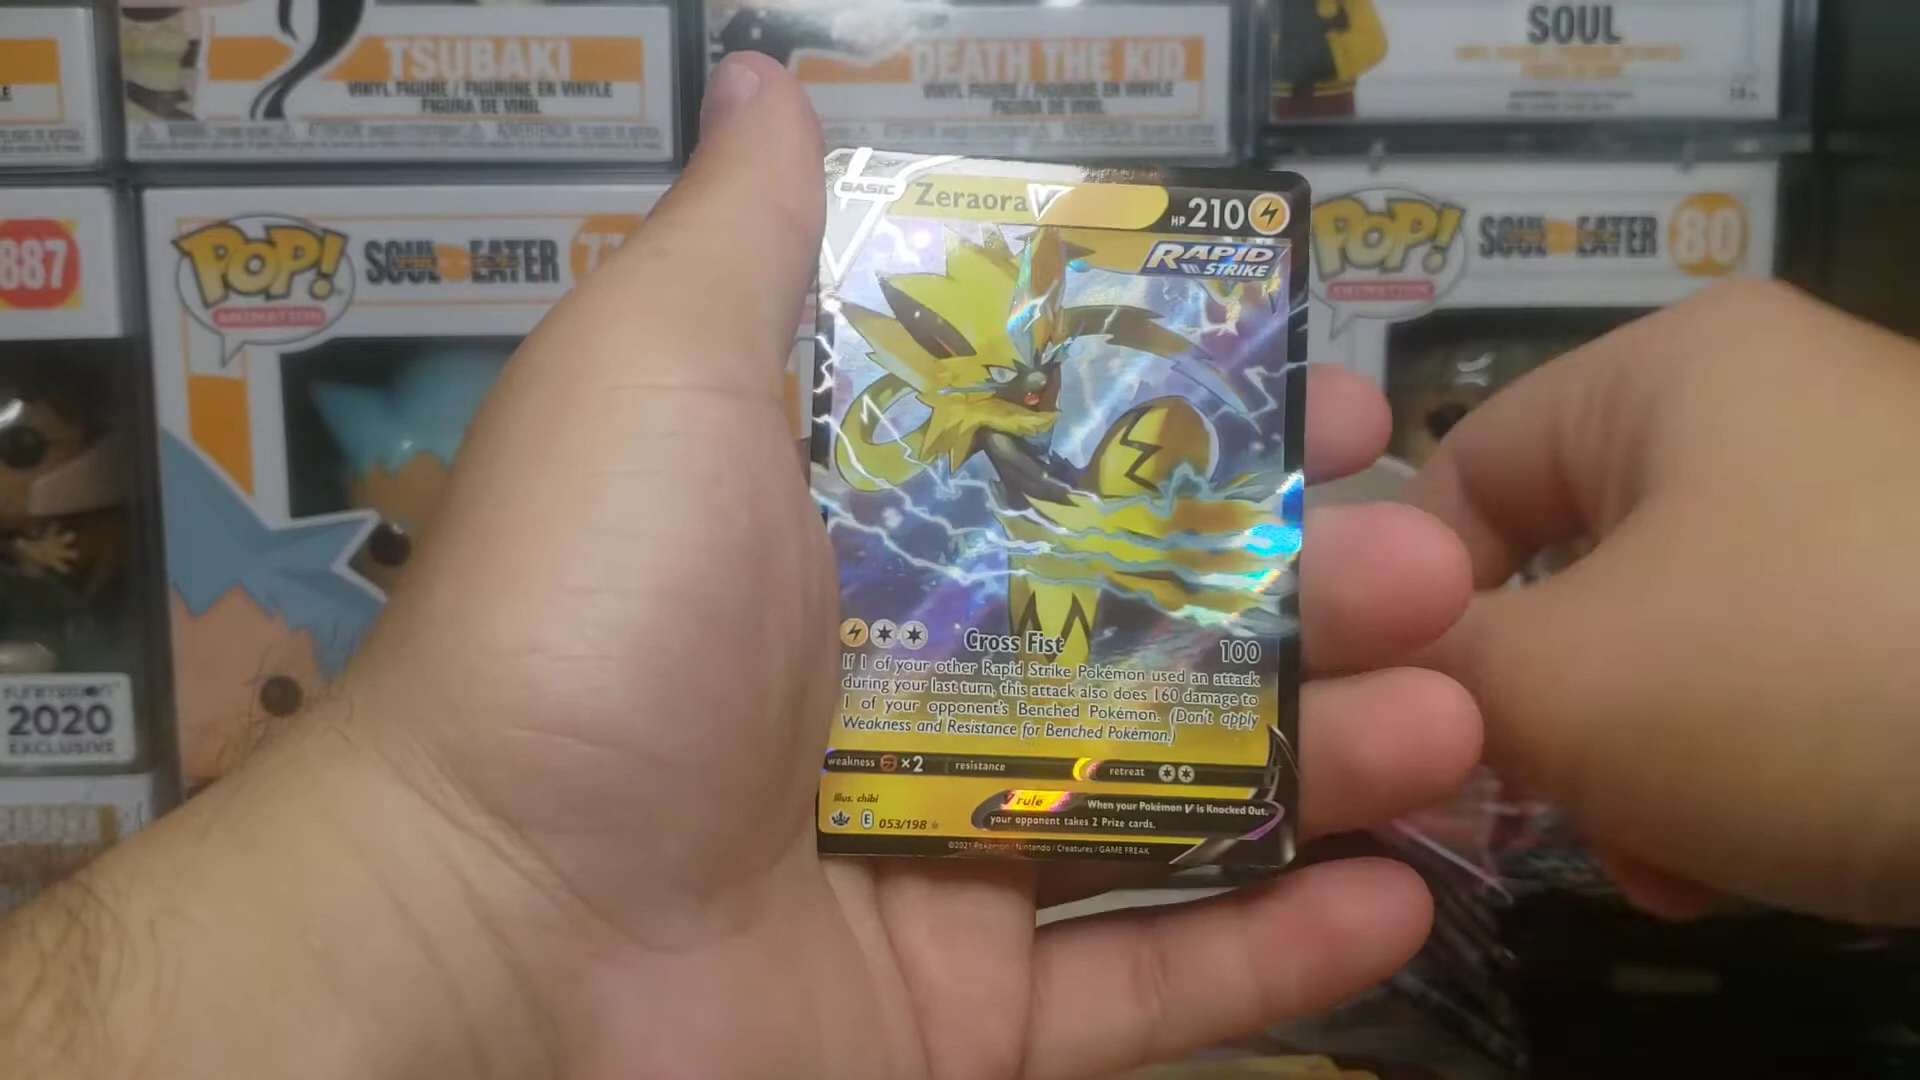 TSUBAKI
VINYL FIGURE / FIGURINE EN VINYLE
FIGURA DE VINIL
DEATH THE KID
VINYL FIGURE / FIGURINE EN VINYLE
FIGURA DE VINIL
SOUL
887
POP!
ANIMATION
SOUL EATER
POP!
ANIMATION
SOUL EATER
80
FUNIMATION
2020
EXCLUSIVE
BASIC
Zeraora V
HP 210
RAPID
STRIKE
Cross Fist 100
If 1 of your other Rapid Strike Pokémon used an attack
during your last turn, this attack also does 160 damage to
1 of your opponent's Benched Pokémon. (Don't apply
Weakness and Resistance for Benched Pokémon.)
weakness ×2 resistance retreat
Illus. chibi
V rule When your Pokémon V is Knocked Out,
your opponent takes 2 Prize cards.
E 053/198
©2021 Pokémon / Nintendo / Creatures / GAME FREAK